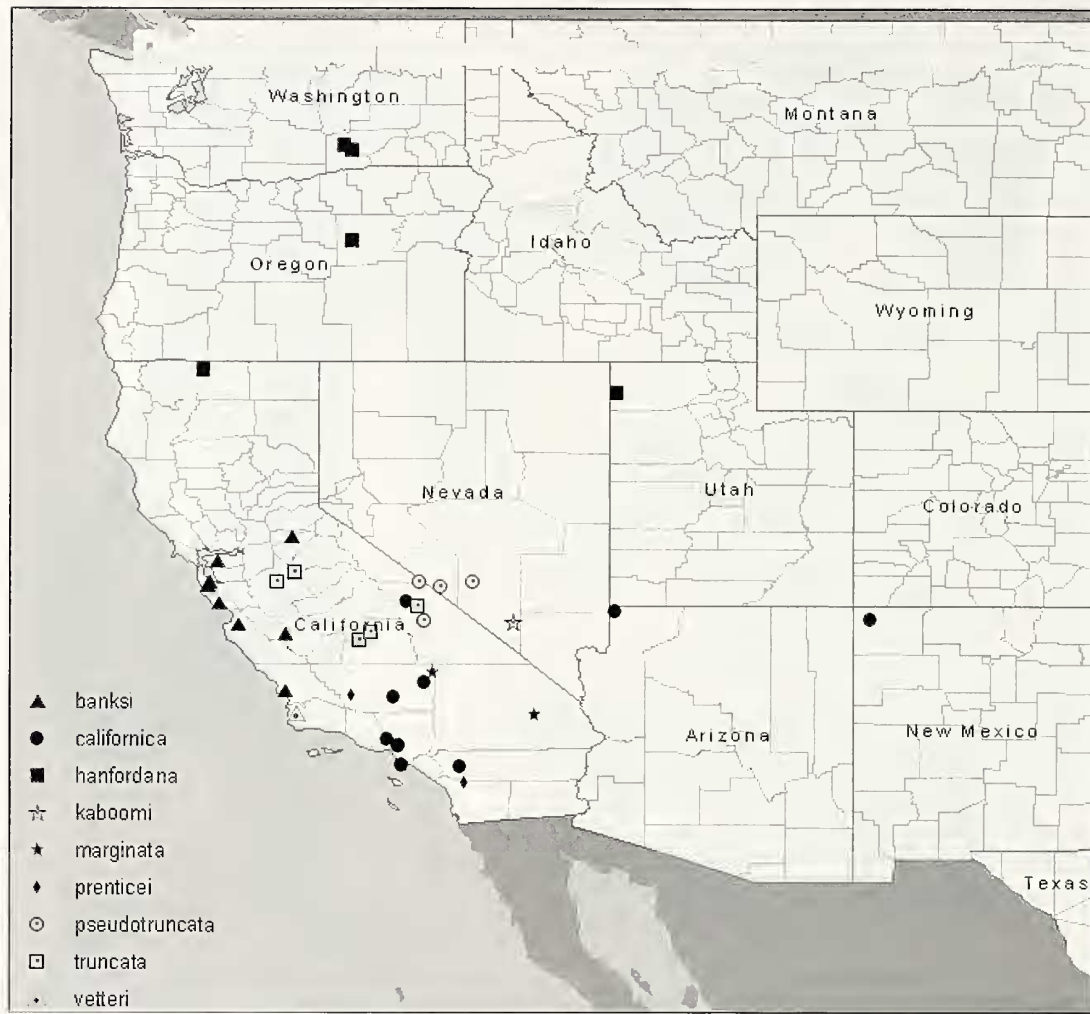 Washington
Montana
Idaho
Oregon
Wyoming
Nevada
Utah
Colorado
California
Arizona
New Mexico
Texas
banksi
californica
hanfordana
kaboomi
marginata
prenticei
pseudotruncata
truncata
vetteri